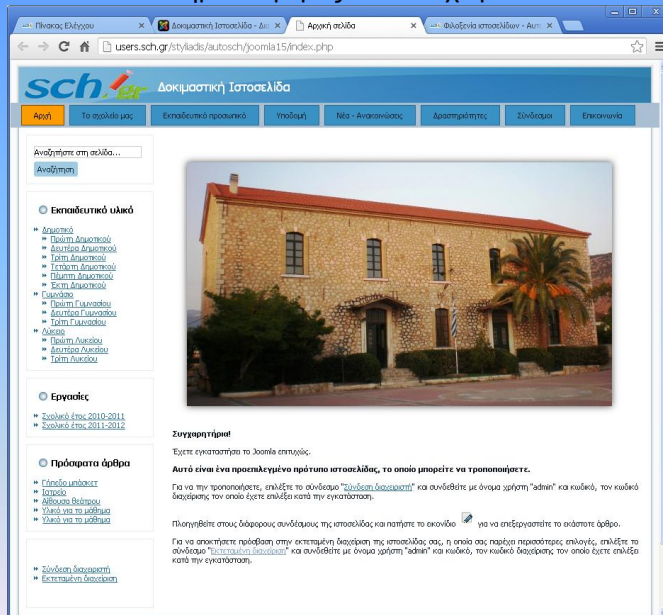 Πίνακας Ελέγχου
Δοκιμαστική Ιστοσελίδα - Δια
Αρχική σελίδα
Φιλοξενία ιστοσελίδων - Αυτό
users.sch.gr/styliadis/autosch/joomla15/index.php
sch.gr Δοκιμαστική Ιστοσελίδα
Αρχή Το σχολείο μας Εκπαιδευτικό προσωπικό Υποδομή Νέα - Ανακοινώσεις Δραστηριότητες Σύνδεσμοι Επικοινωνία
Αναζητήστε στη σελίδα...
Αναζήτηση
Εκπαιδευτικό υλικό
Δημοτικό
Πρώτη Δημοτικού
Δευτέρα Δημοτικού
Τρίτη Δημοτικού
Τετάρτη Δημοτικού
Πέμπτη Δημοτικού
Έκτη Δημοτικού
Γυμνάσιο
Πρώτη Γυμνασίου
Δευτέρα Γυμνασίου
Τρίτη Γυμνασίου
Λύκειο
Πρώτη Λυκείου
Δευτέρα Λυκείου
Τρίτη Λυκείου
Εργασίες
Σχολικό έτος 2010-2011
Σχολικό έτος 2011-2012
Πρόσφατα άρθρα
Γήπεδο μπάσκετ
Ιατρείο
Αίθουσα θεάτρου
Υλικό για το μάθημα
Υλικό για το μάθημα
Σύνδεση διαχειριστή
Εκτεταμένη διαχείριση
Συγχαρητήρια!
Έχετε εγκαταστήσει το Joomla επιτυχώς.
Αυτό είναι ένα προεπιλεγμένο πρότυπο ιστοσελίδας, το οποίο μπορείτε να τροποποιήσετε.
Για να την τροποποιήσετε, επιλέξτε το σύνδεσμο "Σύνδεση διαχειριστή" και συνδεθείτε με όνομα χρήστη "admin" και κωδικό, τον κωδικό
διαχείρισης τον οποίο έχετε επιλέξει κατά την εγκατάσταση.
Πλοηγηθείτε στους διάφορους συνδέσμους της ιστοσελίδας και πατήστε το εικονίδιο για να επεξεργαστείτε το εκάστοτε άρθρο.
Για να αποκτήσετε πρόσβαση στην εκτεταμένη διαχείριση της ιστοσελίδας σας, η οποία σας παρέχει περισσότερες επιλογές, επιλέξτε το
σύνδεσμο "Εκτεταμένη διαχείριση" και συνδεθείτε με όνομα χρήστη "admin" και κωδικό, τον κωδικό διαχείρισης τον οποίο έχετε επιλέξει
κατά την εγκατάσταση.